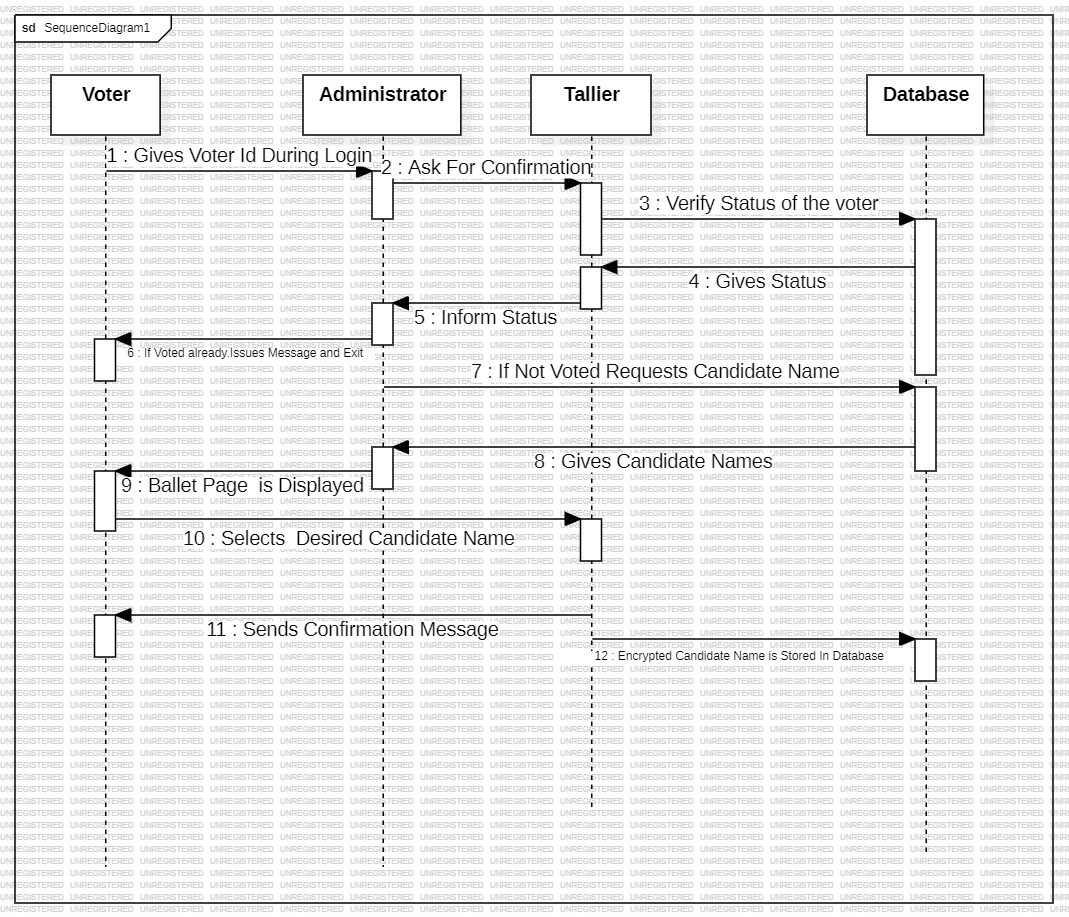 sd SequenceDiagram1
Voter
Administrator
Tallier
Database
1 : Gives Voter Id During Login
2 : Ask For Confirmation
3 : Verify Status of the voter
4 : Gives Status
5 : Inform Status
6 : If Voted already.Issues Message and Exit
7 : If Not Voted Requests Candidate Name
8 : Gives Candidate Names
9 : Ballet Page  is Displayed
10 : Selects  Desired Candidate Name
11 : Sends Confirmation Message
12 : Encrypted Candidate Name is Stored In Database
UNREGISTERED